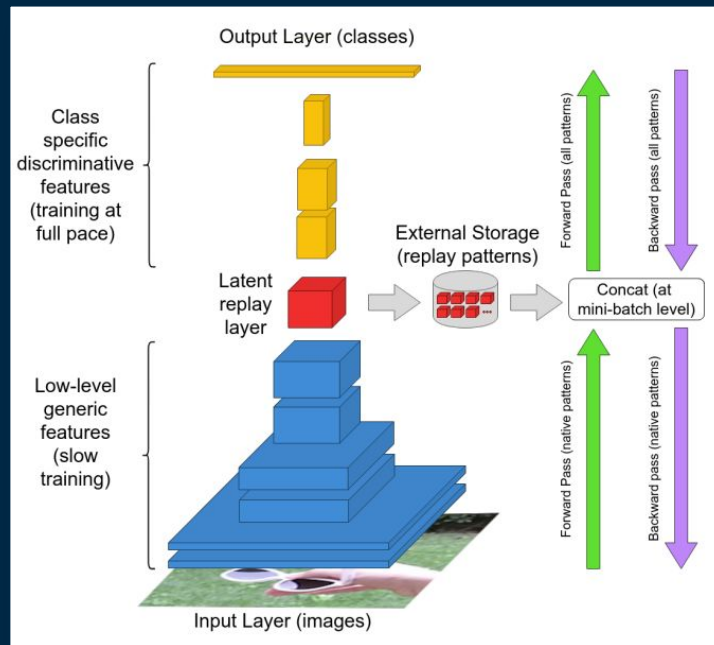 Output Layer (classes)
Class
specific
discriminative
features
(training at
full pace)
Latent
replay
layer
External Storage
(replay patterns)
Concat (at
mini-batch level)
Forward Pass (all patterns)
Backward pass (all patterns)
Low-level
generic
features
(slow
training)
Forward Pass (native patterns)
Backward pass (native patterns)
Input Layer (images)